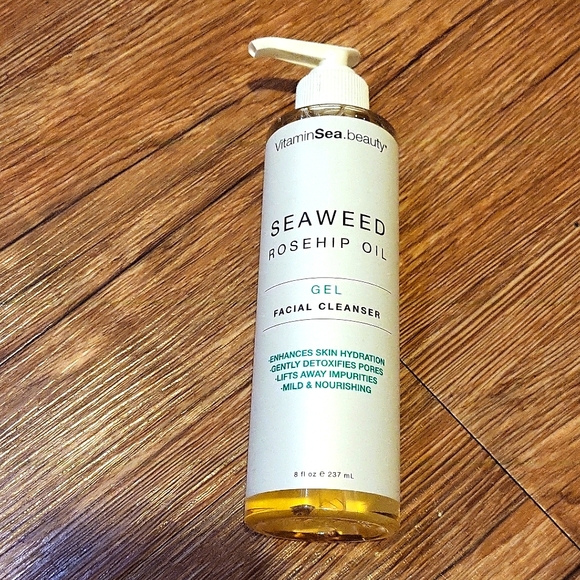 VitaminSea.beauty
SEAWEED
ROSEHIP OIL
GEL
FACIAL CLEANSER
·ENHANCES SKIN HYDRATION
·GENTLY DETOXIFIES PORES
·LIFTS AWAY IMPURITIES
·MILD & NOURISHING
8 fl oz ℮ 237 mL